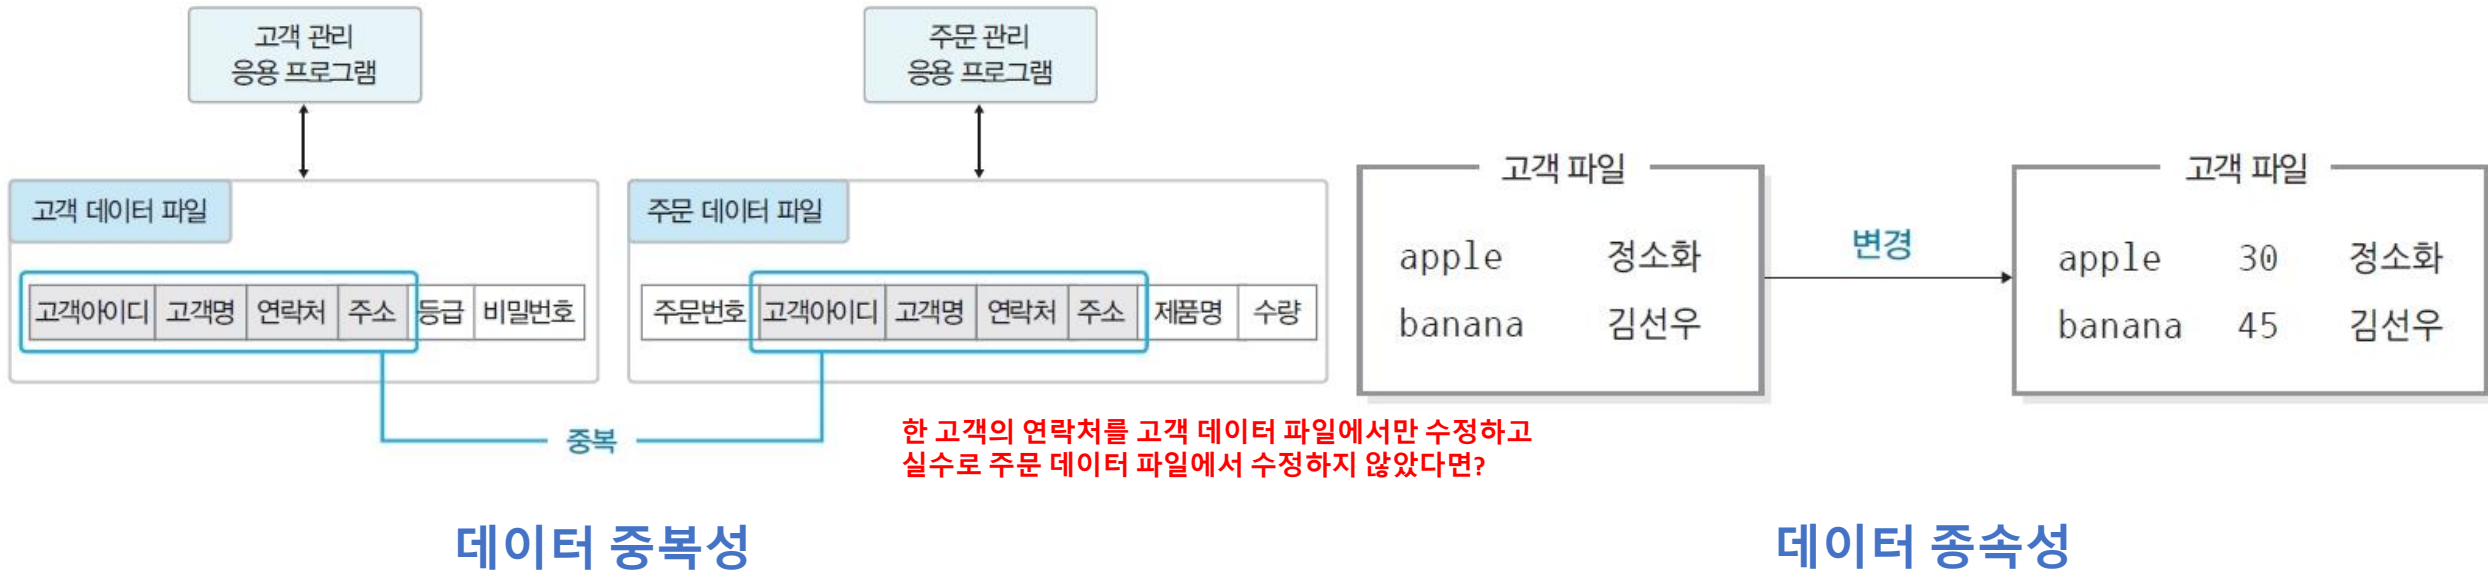 고객 관리
응용 프로그램
주문 관리
응용 프로그램
고객 데이터 파일
고객아이디 고객명 연락처 주소 등급 비밀번호
주문 데이터 파일
주문번호 고객아이디 고객명 연락처 주소 제품명 수량
중복
한 고객의 연락처를 고객 데이터 파일에서만 수정하고
실수로 주문 데이터 파일에서 수정하지 않았다면?
데이터 중복성
고객 파일
apple 정소화
banana 김선우
변경
고객 파일
apple 30 정소화
banana 45 김선우
데이터 종속성